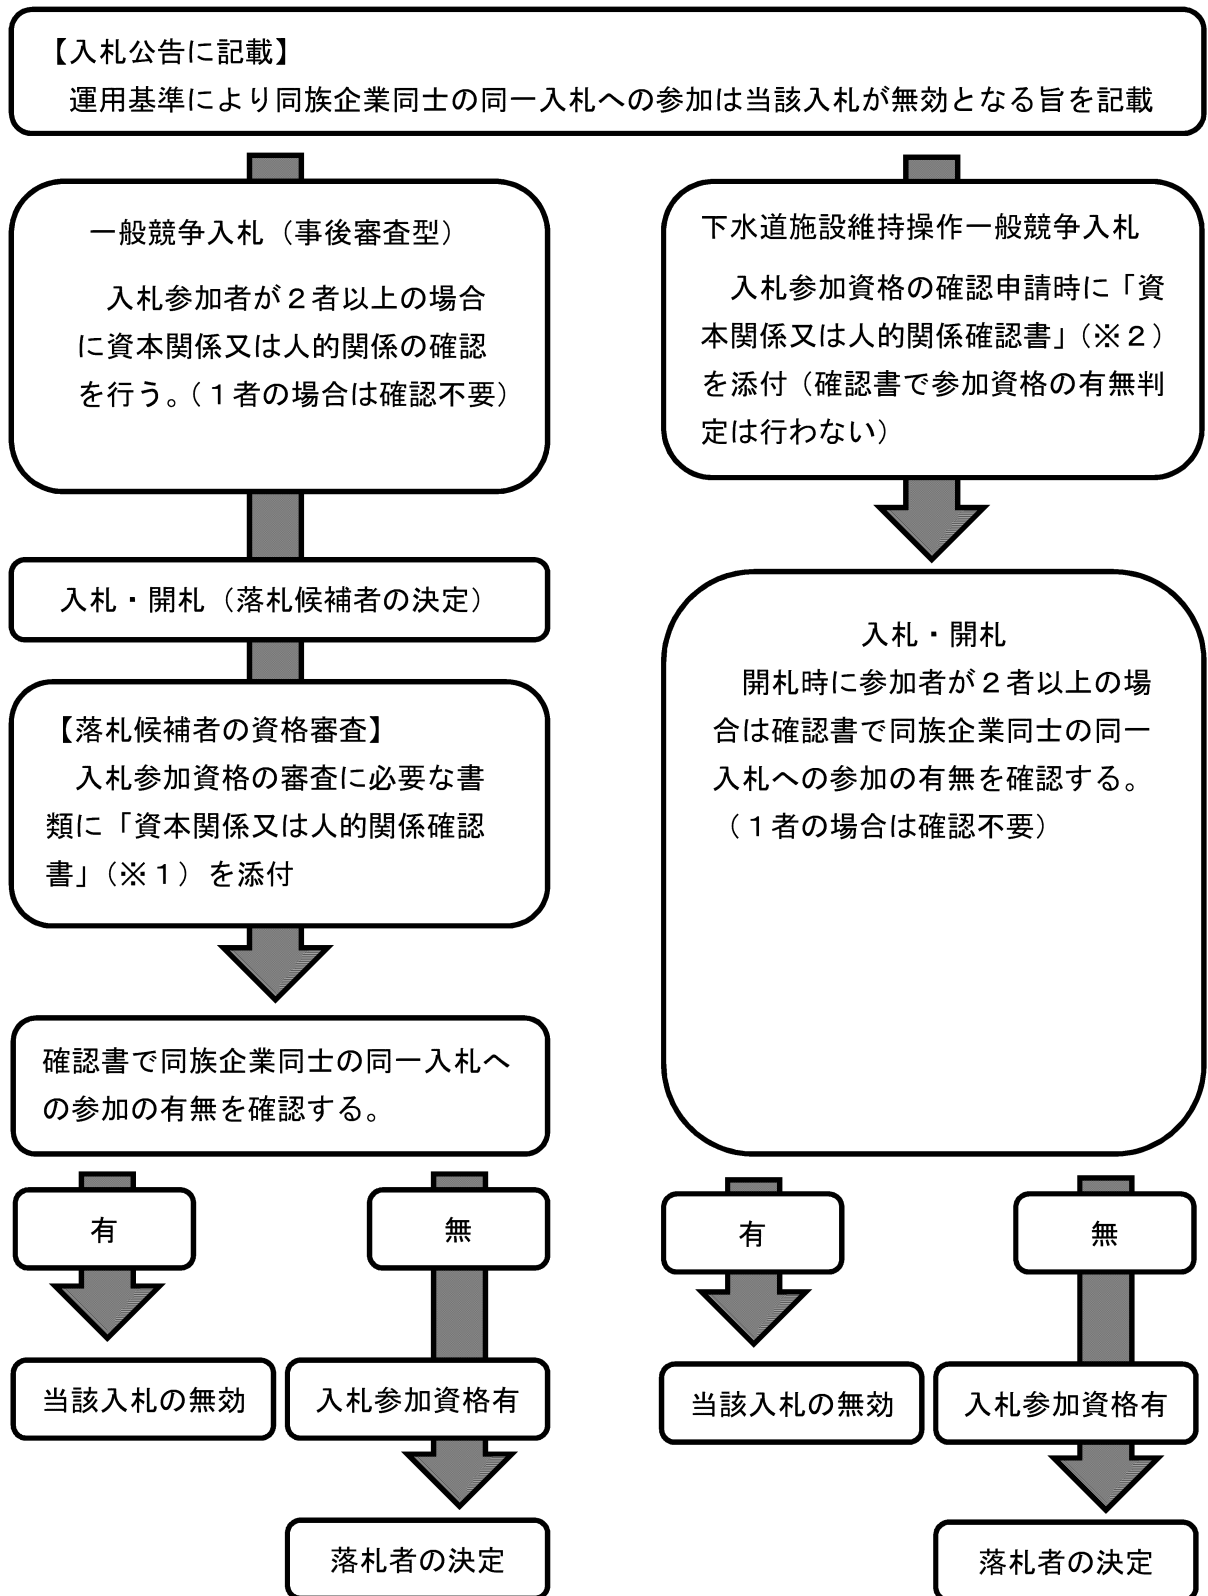 【入札公告に記載】
運用基準により同族企業同士の同一入札への参加は当該入札が無効となる旨を記載
一般競争入札（事後審査型）
入札参加者が２者以上の場合
に資本関係又は人的関係の確認
を行う。（１者の場合は確認不要）
入札・開札（落札候補者の決定）
【落札候補者の資格審査】
入札参加資格の審査に必要な書
類に「資本関係又は人的関係確認
書」（※１）を添付
確認書で同族企業同士の同一入札へ
の参加の有無を確認する。
有
無
当該入札の無効
入札参加資格有
落札者の決定
下水道施設維持操作一般競争入札
入札参加資格の確認申請時に「資
本関係又は人的関係確認書」（※２）
を添付（確認書で参加資格の有無判
定は行わない）
入札・開札
開札時に参加者が２者以上の場
合は確認書で同族企業同士の同一
入札への参加の有無を確認する。
（１者の場合は確認不要）
有
無
当該入札の無効
入札参加資格有
落札者の決定